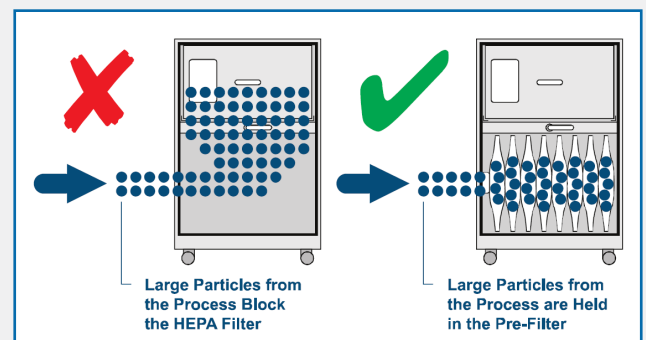 Large Particles from
the Process Block
the HEPA Filter
Large Particles from
the Process are Held
in the Pre-Filter